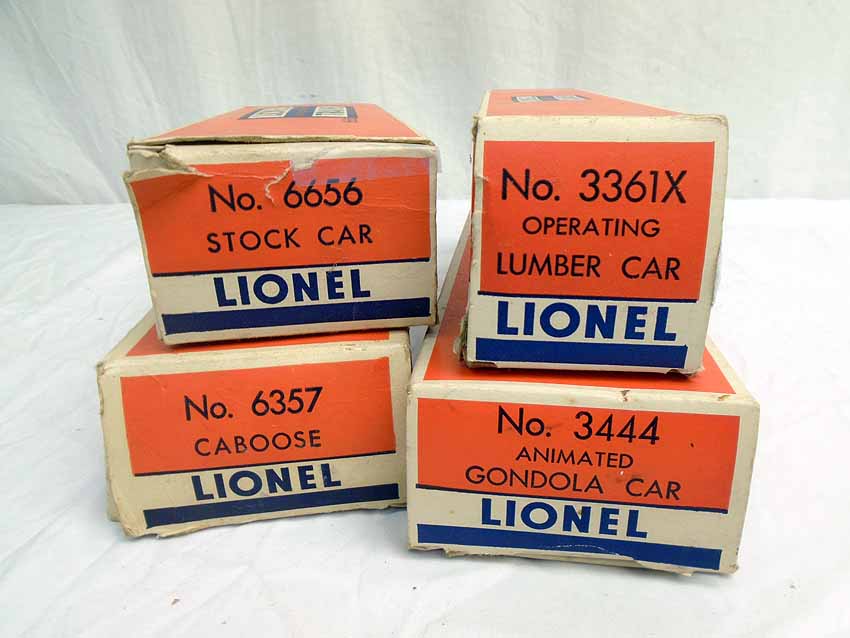 No. 6656
STOCK CAR
LIONEL
No. 3361X
OPERATING
LUMBER CAR
LIONEL
No. 6357
CABOOSE
LIONEL
No. 3444
ANIMATED
GONDOLA CAR
LIONEL